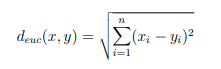 d_{euc}(x, y) = \sqrt{\sum_{i=1}^{n} (x_i - y_i)^2}